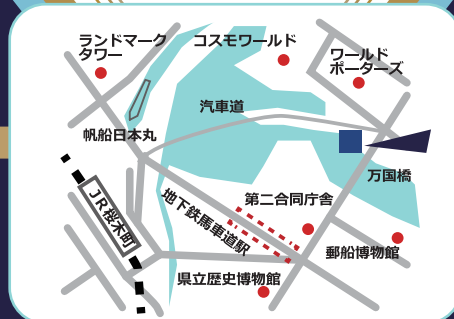 ランドマーク
タワー
コスモワールド
ワールド
ポーターズ
汽車道
帆船日本丸
万国橋
JR桜木町
地下鉄馬車道駅
第二合同庁舎
郵船博物館
県立歴史博物館